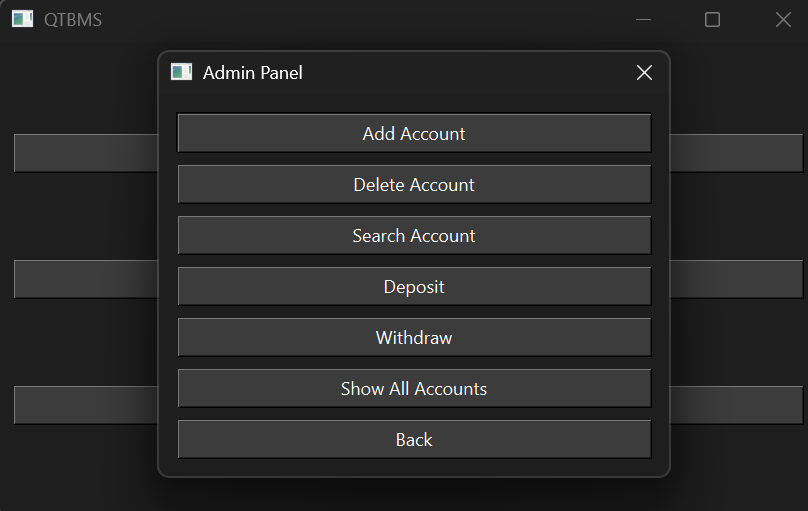 QTBMS
Admin Panel
Add Account
Delete Account
Search Account
Deposit
Withdraw
Show All Accounts
Back